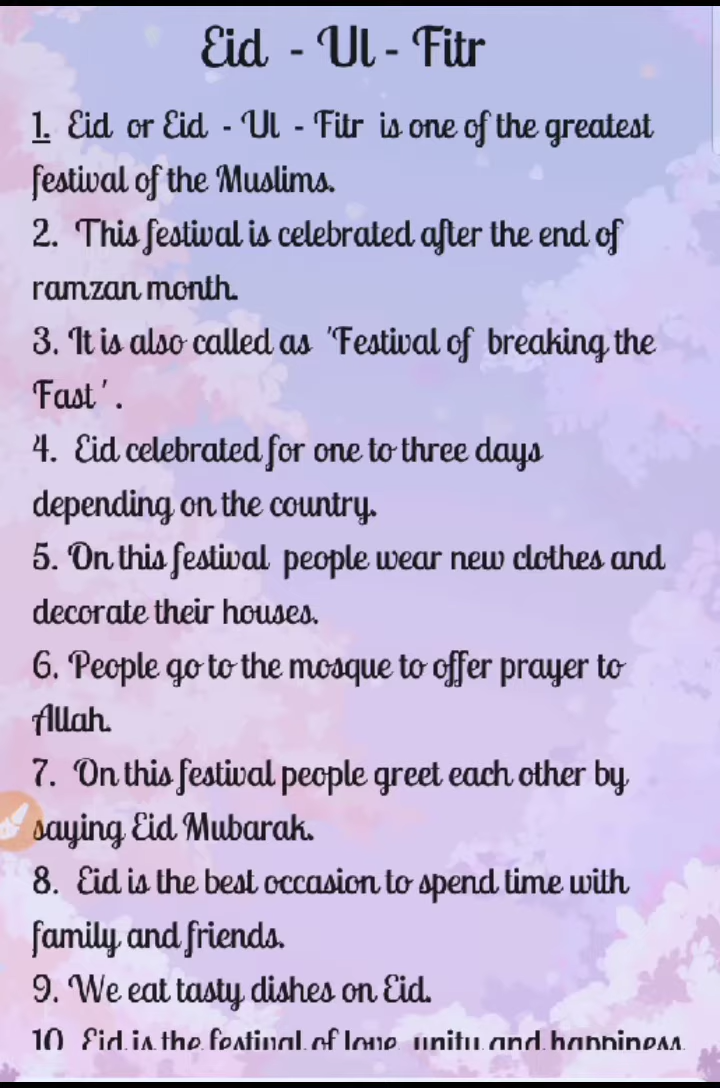 Eid - Ul - Fitr
1. Eid or Eid - Ul - Fitr is one of the greatest
festival of the Muslims.
2. This festival is celebrated after the end of
ramzan month.
3. It is also called as 'Festival of breaking the
Fast'.
4. Eid celebrated for one to three days
depending on the country.
5. On this festival people wear new clothes and
decorate their houses.
6. People go to the mosque to offer prayer to
Allah.
7. On this festival people greet each other by
saying Eid Mubarak.
8. Eid is the best occasion to spend time with
family and friends.
9. We eat tasty dishes on Eid.
10 Eid is the festival of love unity and happiness